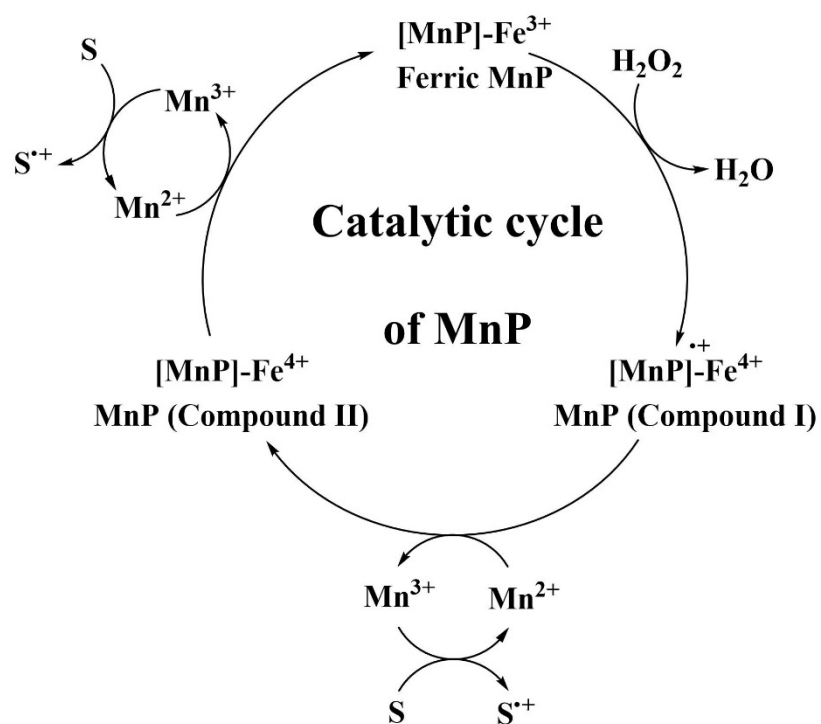 [MnP]-Fe³⁺
Ferric MnP
H₂O₂
H₂O
S
Mn³⁺
S•⁺
Mn²⁺
Catalytic cycle
of MnP
[MnP]-Fe⁴⁺
MnP (Compound II)
[MnP]•⁺-Fe⁴⁺
MnP (Compound I)
Mn³⁺ Mn²⁺
S S•⁺